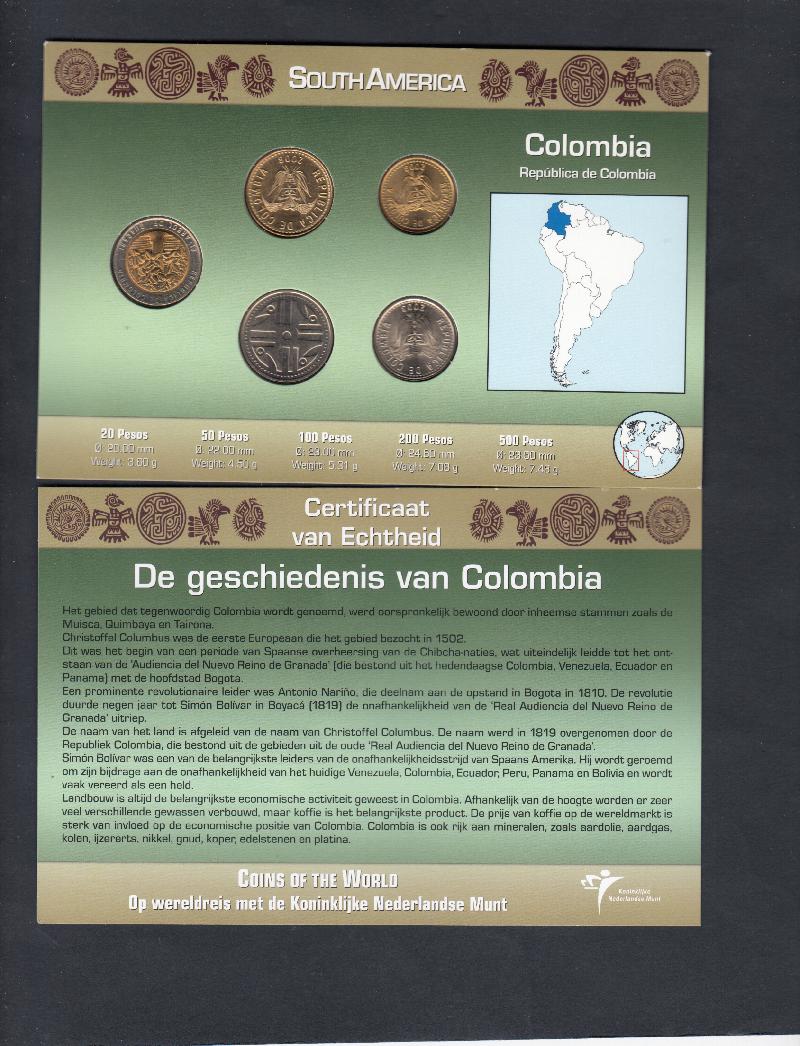 SOUTH AMERICA
Colombia
República de Colombia
REPUBLICA DE COLOMBIA 2008
2008
REPUBLICA DE COLOMBIA
20 Pesos
Ø: 20.00 mm
Weight: 3.60 g
50 Pesos
Ø: 22.00 mm
Weight: 4.50 g
100 Pesos
Ø: 23.00 mm
Weight: 5.31 g
200 Pesos
Weight: 7.08 g
500 Pesos
Weight: 7.43 g
Certificaat
van Echtheid
De geschiedenis van Colombia
Het gebied dat tegenwoordig Colombia wordt genoemd, werd oorspronkelijk bewoond door inheemse stammen zoals de
Muisca, Quimbaya en Tairona.
Christoffel Columbus was de eerste Europeaan die het gebied bezocht in 1502.
Dit was het begin van een periode van Spaanse overheersing van de Chibcha-naties, wat uiteindelijk leidde tot het ont-
staan van de 'Audiencia del Nuevo Reino de Granada' (die bestond uit het hedendaagse Colombia, Venezuela, Ecuador en
Panama) met de hoofdstad Bogota.
Een prominente revolutionaire leider was Antonio Nariño, die deelnam aan de opstand in Bogota in 1810. De revolutie
duurde negen jaar tot Simón Bolívar in Boyacá (1819) de onafhankelijkheid van de 'Real Audiencia del Nuevo Reino de
Granada' uitriep.
De naam van het land is afgeleid van de naam van Christoffel Columbus. De naam werd in 1819 overgenomen door de
Republiek Colombia, die bestond uit de gebieden uit de oude 'Real Audiencia del Nuevo Reino de Granada'.
Simón Bolívar was een van de belangrijkste leiders van de onafhankelijkheidsstrijd van Spaans Amerika. Hij wordt geroemd
om zijn bijdrage aan de onafhankelijkheid van het huidige Venezuela, Colombia, Ecuador, Peru, Panama en Bolivia en wordt
vaak vereerd als een held.
Landbouw is altijd de belangrijkste economische activiteit geweest in Colombia. Afhankelijk van de hoogte worden er zeer
veel verschillende gewassen verbouwd, maar koffie is het belangrijkste product. De prijs van koffie op de wereldmarkt is
sterk van invloed op de economische positie van Colombia. Colombia is ook rijk aan mineralen, zoals aardolie, aardgas,
kolen, ijzererts, nikkel, goud, koper, edelstenen en platina.
COINS OF THE WORLD
Op wereldreis met de Koninklijke Nederlandse Munt
Koninklijke
Nederlandse Munt